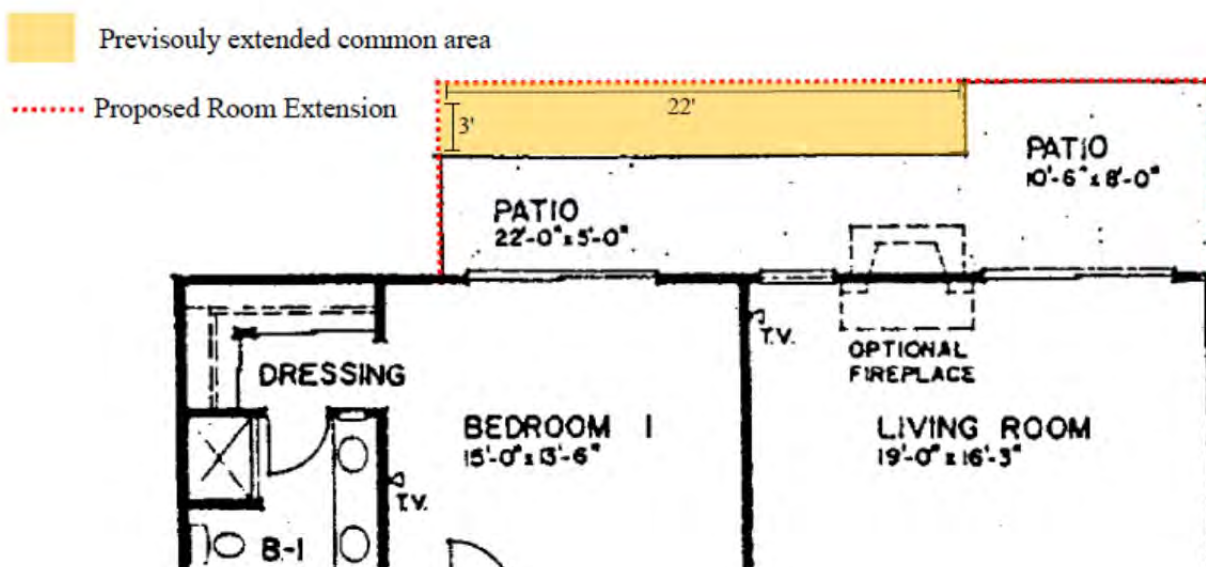 Previsouly extended common area
Proposed Room Extension
22'
3'
PATIO
10'-6" x 8'-0"
PATIO
22'-0" x 5'-0"
T.V.
OPTIONAL
FIREPLACE
DRESSING
BEDROOM 1
15'-0" x 13'-6"
LIVING ROOM
19'-0" x 16'-3"
T.V.
B-1